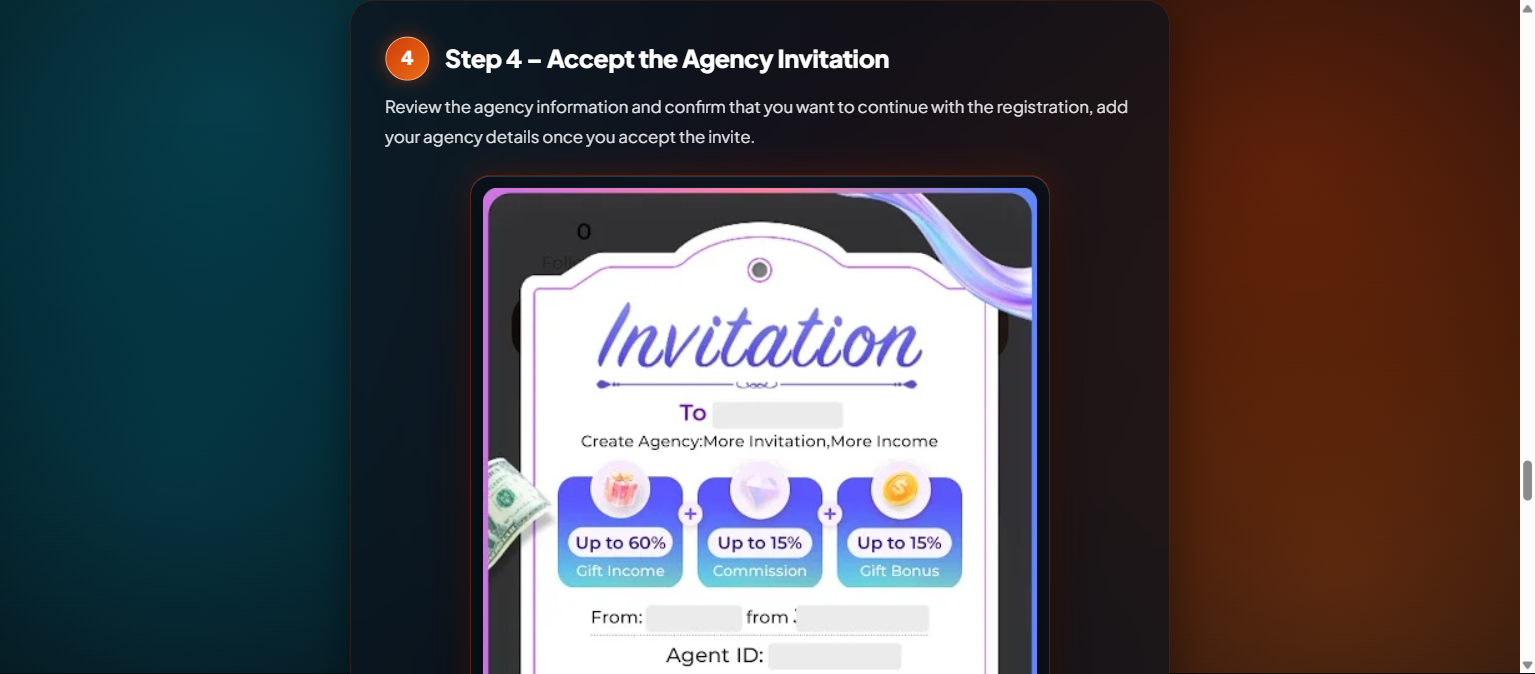 4
Step 4 – Accept the Agency Invitation
Review the agency information and confirm that you want to continue with the registration, add
your agency details once you accept the invite.
0
Invitation
To
Create Agency:More Invitation,More Income
Up to 60%
Gift Income
+
Up to 15%
Commission
+
Up to 15%
Gift Bonus
From: from
Agent ID: